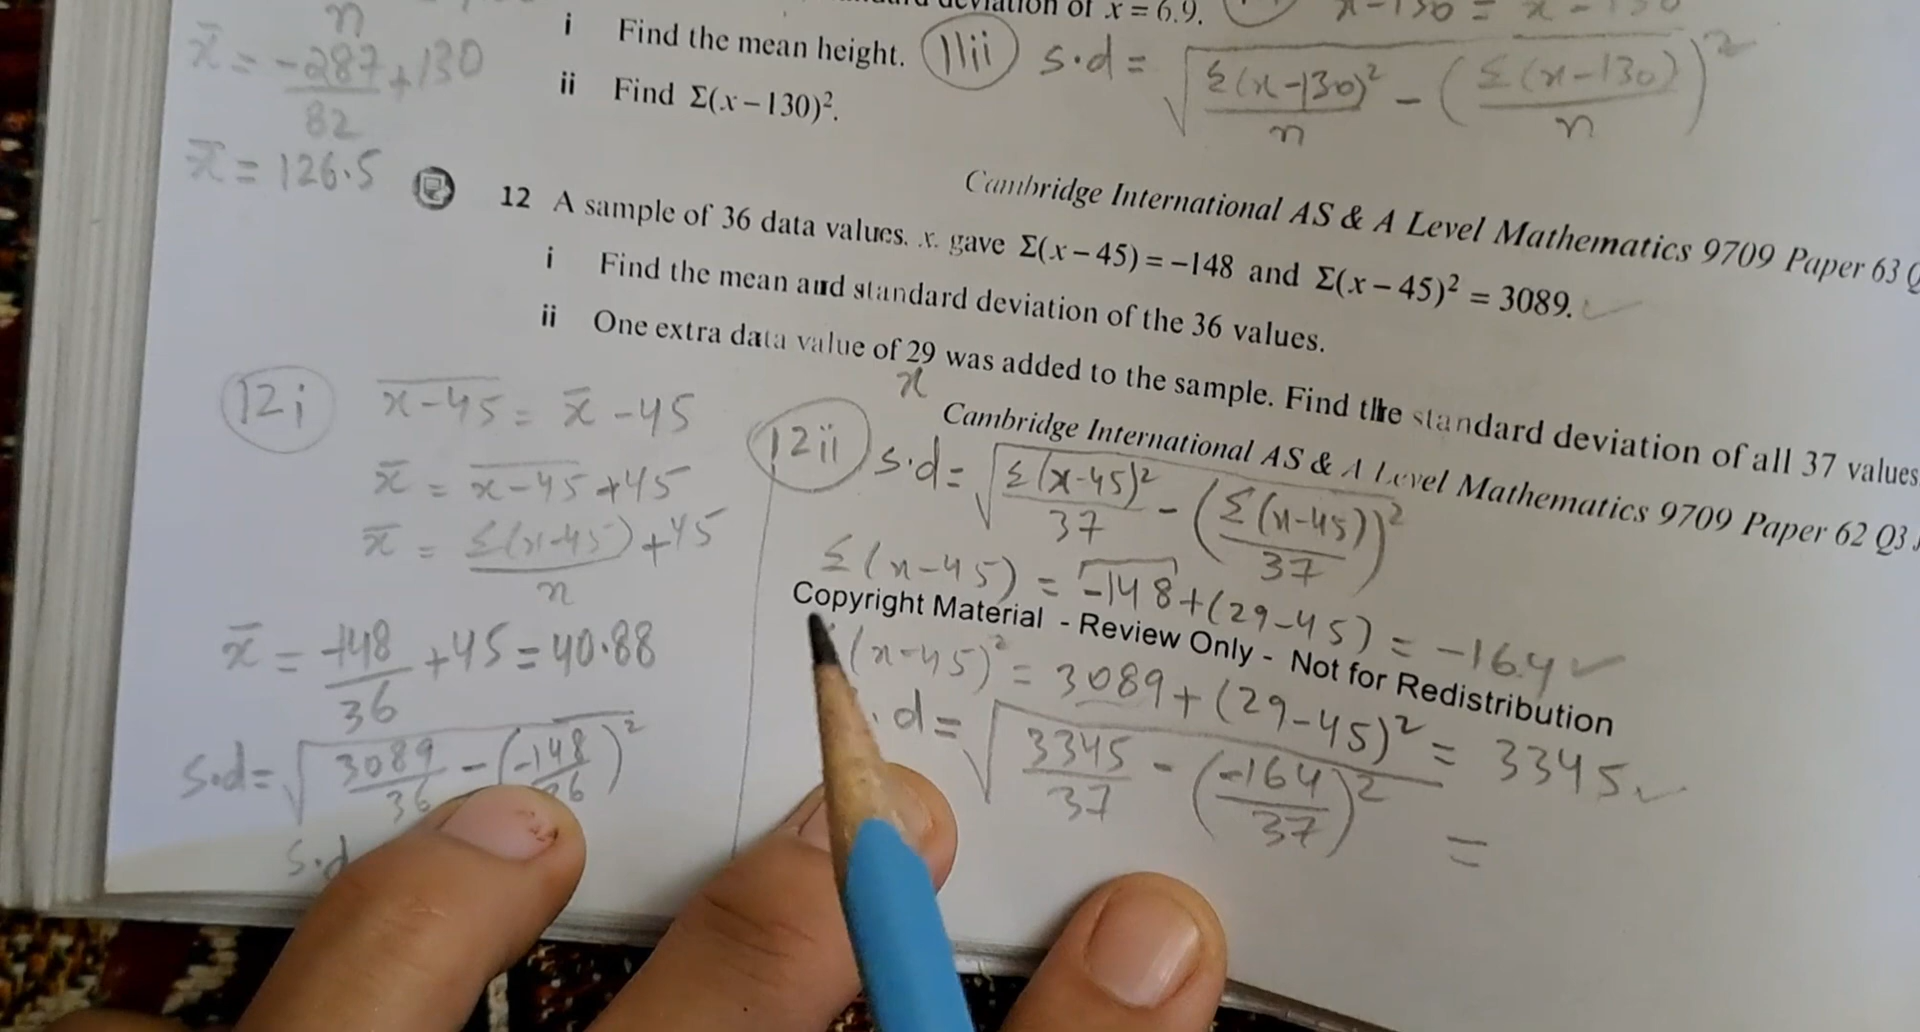 n
x̄ = -287/82 + 130
x̄ = 126.5
deviation of x = 6.9.
i Find the mean height.
ii Find Σ(x – 130)².
11ii s.d = √(Σ(x-130)²/n - (Σ(x-130)/n)²)
x-130 = x-130
Cambridge International AS & A Level Mathematics 9709 Paper 63
12 A sample of 36 data values, x, gave Σ(x – 45) = –148 and Σ(x – 45)² = 3089.
i Find the mean and standard deviation of the 36 values.
ii One extra data value of 29 was added to the sample. Find the standard deviation of all 37 values
x
Cambridge International AS & A Level Mathematics 9709 Paper 62 Q3
12i x-45 = x̄ - 45
x̄ = x-45 + 45
x̄ = Σ(x-45)/n + 45
x̄ = -148/36 + 45 = 40.88
s.d = √(3089/36 - (-148/36)²)
s.d
12ii s.d = √(Σ(x-45)²/37 - (Σ(x-45)/37)²)
Σ(x-45) = -148 + (29-45) = -164 ✓
Copyright Material - Review Only - Not for Redistribution
(x-45)² = 3089 + (29-45)² = 3345 ✓
.d = √(3345/37 - (-164/37)²) =